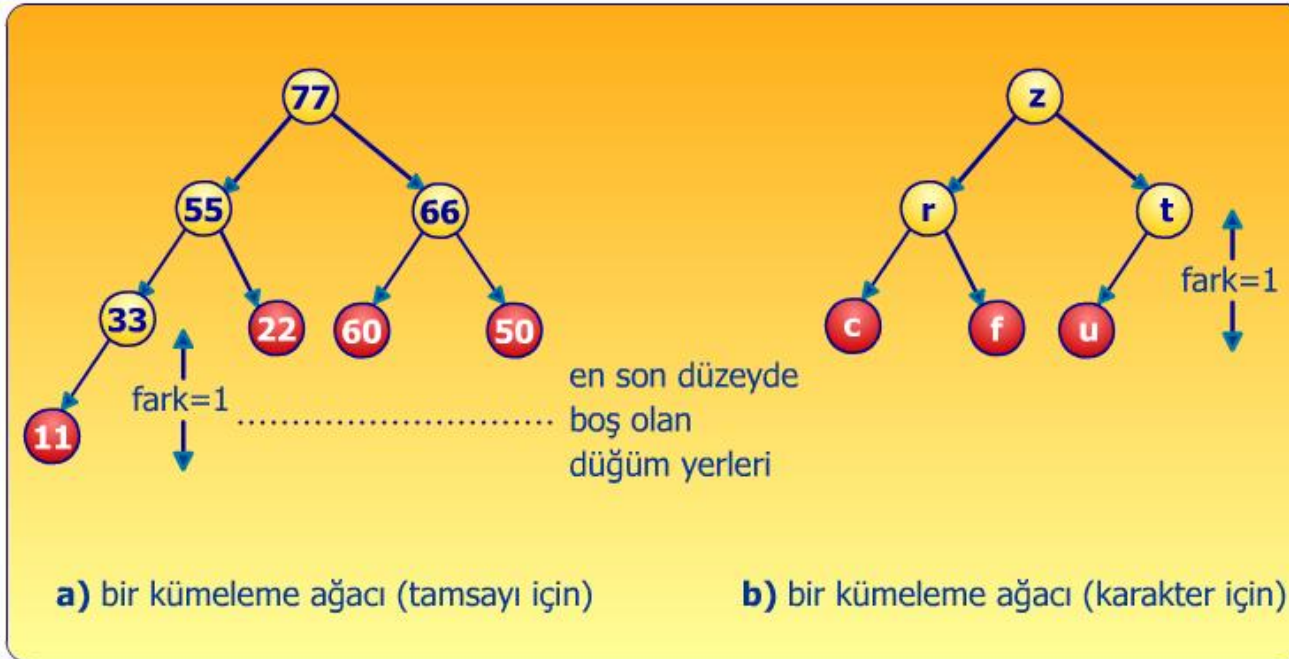 77
55
66
33
22
60
50
11
fark=1
en son düzeyde
boş olan
düğüm yerleri
a) bir kümeleme ağacı (tamsayı için)
z
r
t
c
f
u
fark=1
b) bir kümeleme ağacı (karakter için)